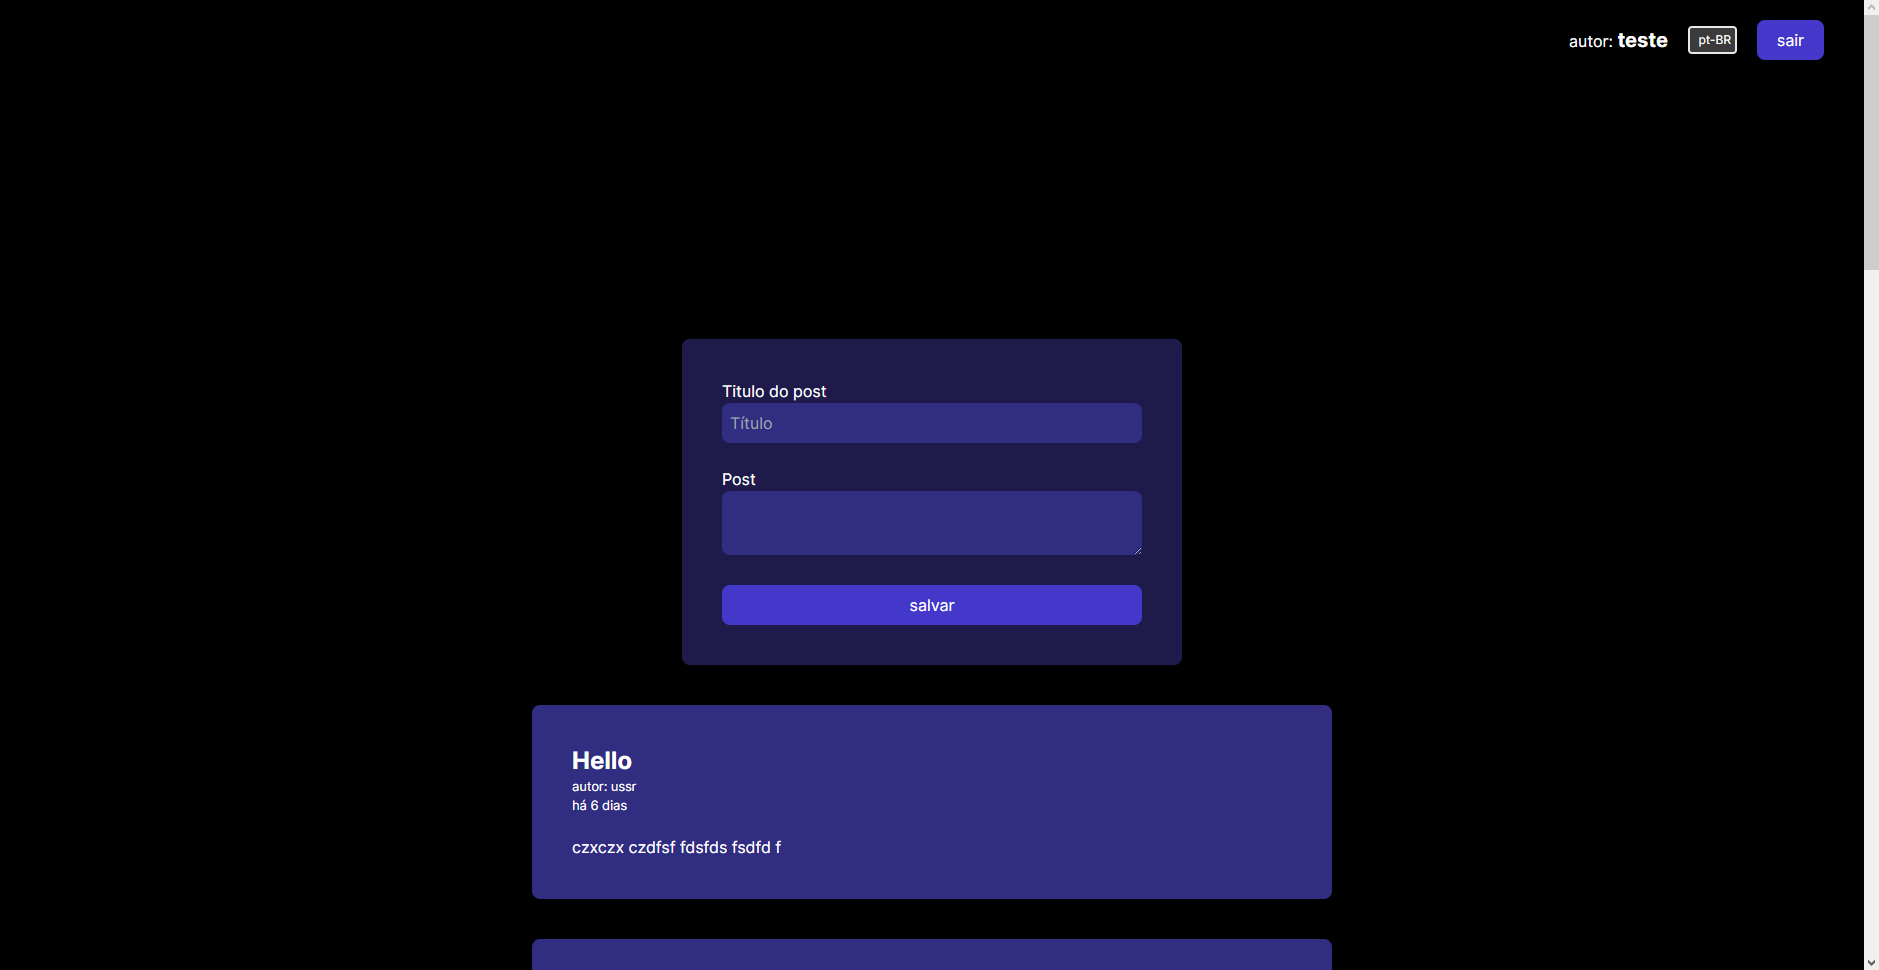 autor: teste
pt-BR
sair
Titulo do post
Título
Post
salvar
Hello
autor: ussr
há 6 dias
czxczx czdfsf fdsfds fsdfd f